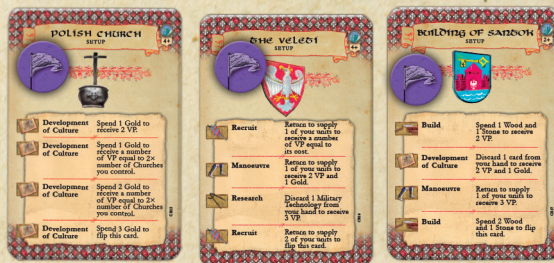 POLISH CHURCH
SETUP
4+
Development
of Culture
Spend 1 Gold to
receive 2 VP.
Development
of Culture
Spend 1 Gold to
receive a number
of VP equal to 2×
number of Churches
you control.
Development
of Culture
Spend 2 Gold to
receive a number
of VP equal to 2×
number of Churches
you control.
Development
of Culture
Spend 3 Gold to
flip this card.
THE VELETI
SETUP
4+
Recruit
Return to supply
1 of your units to
receive a number
of VP equal to
its cost.
Manoeuvre
Return to supply
1 of your units to
receive 2 VP and
1 Gold.
Research
Discard 1 Military
Technology from
your hand to receive
3 VP.
Recruit
Return to supply
2 of your units to
flip this card.
BUILDING OF SANTOK
SETUP
2+
Build
Spend 1 Wood and
1 Stone to receive
2 VP.
Development
of Culture
Discard 1 card from
your hand to receive
2 VP and 1 Gold.
Manoeuvre
Return to supply
1 of your units to
receive 3 VP.
Build
Spend 2 Wood
and 1 Stone to flip
this card.